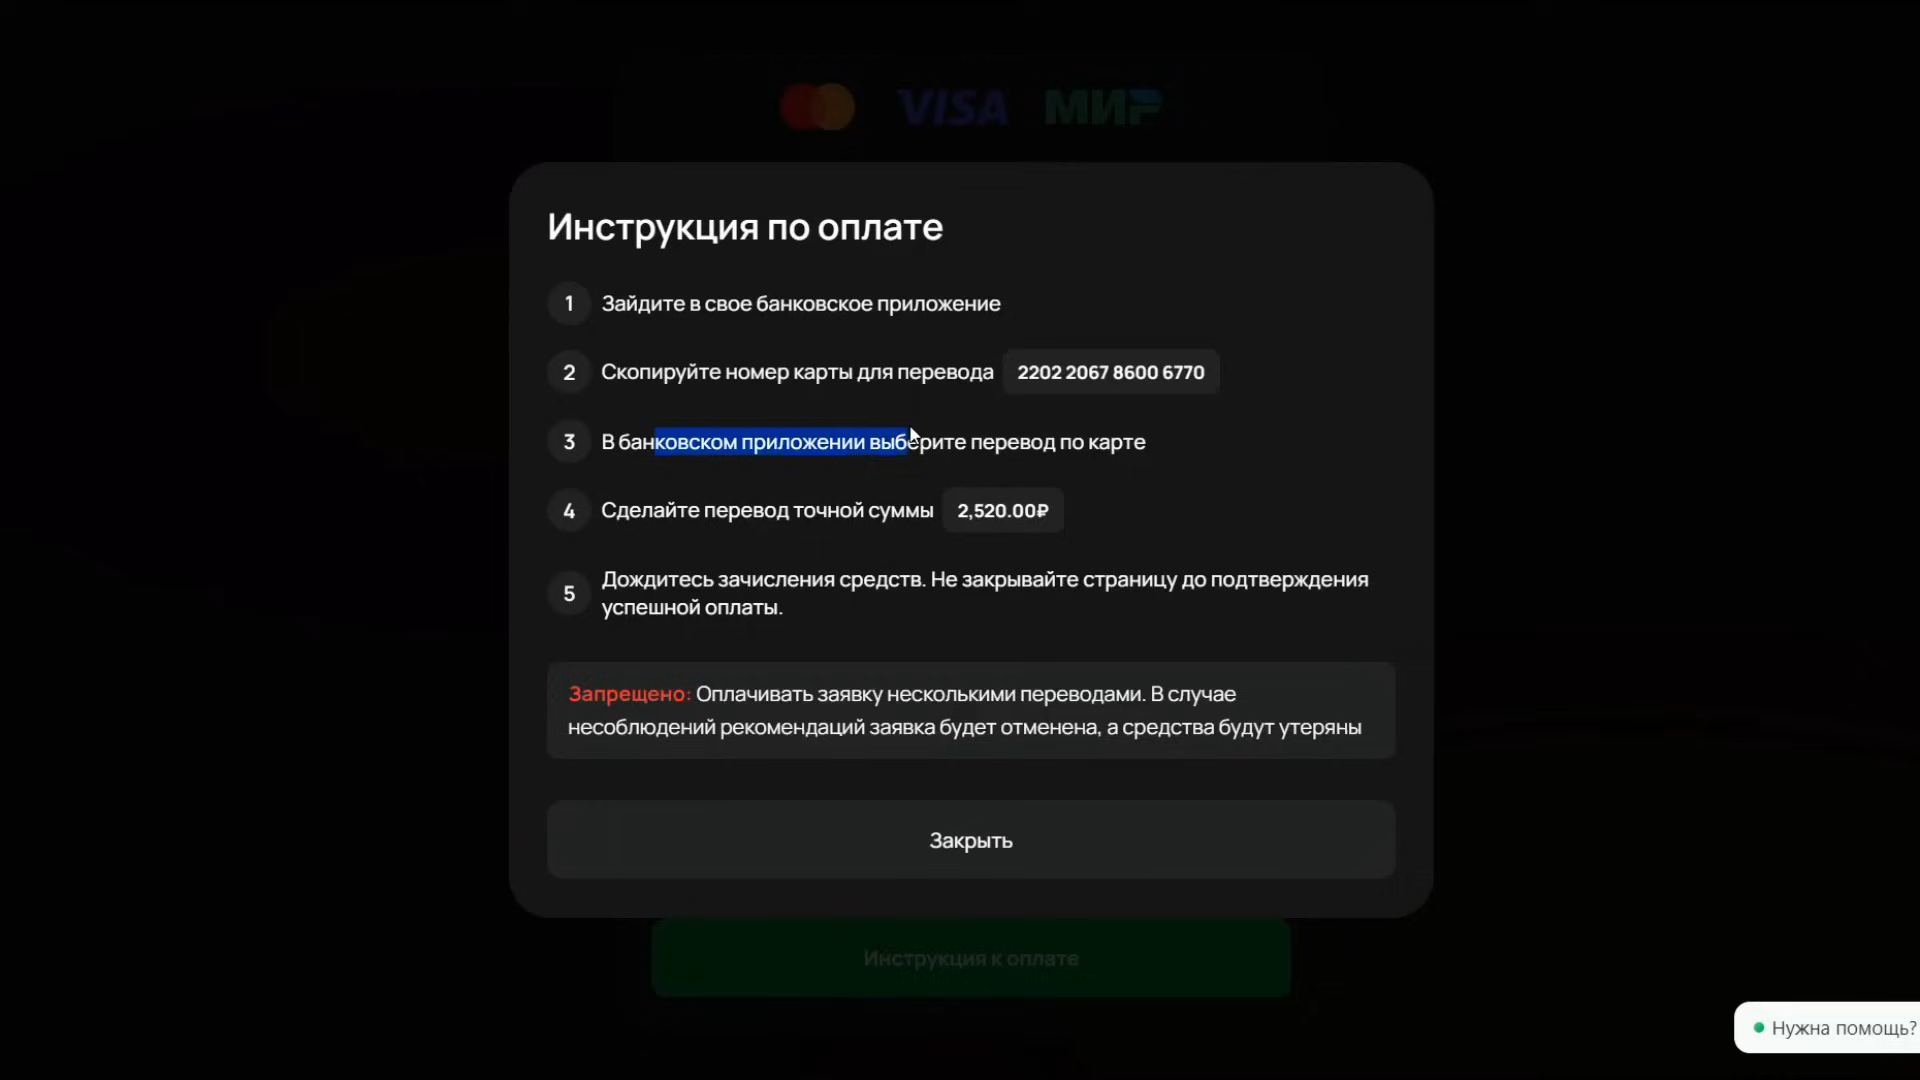 VISA МИР
Инструкция по оплате
1 Зайдите в свое банковское приложение
2 Скопируйте номер карты для перевода 2202 2067 8600 6770
3 В банковском приложении выберите перевод по карте
4 Сделайте перевод точной суммы 2,520.00₽
5 Дождитесь зачисления средств. Не закрывайте страницу до подтверждения
успешной оплаты.
Запрещено: Оплачивать заявку несколькими переводами. В случае
несоблюдений рекомендаций заявка будет отменена, а средства будут утеряны
Закрыть
Инструкция к оплате
Нужна помощь?